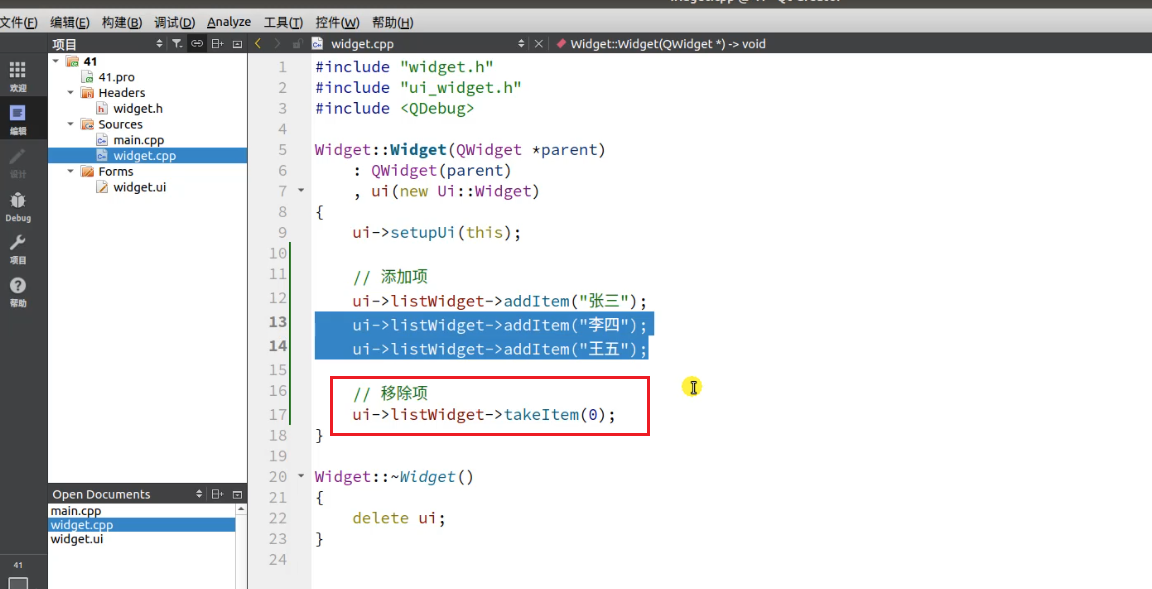 文件(F) 编辑(E) 构建(B) 调试(D) Analyze 工具(T) 控件(W) 帮助(H)
项目
widget.cpp
Widget::Widget(QWidget *) -> void
欢迎
编辑
设计
Debug
项目
帮助
41
41
41.pro
Headers
widget.h
Sources
main.cpp
widget.cpp
Forms
widget.ui
Open Documents
main.cpp
widget.cpp
widget.ui
1 #include "widget.h"
2 #include "ui_widget.h"
3 #include <QDebug>
4
5 Widget::Widget(QWidget *parent)
6 : QWidget(parent)
7 , ui(new Ui::Widget)
8 {
9 ui->setupUi(this);
10
11 // 添加项
12 ui->listWidget->addItem("张三");
13 ui->listWidget->addItem("李四");
14 ui->listWidget->addItem("王五");
15
16 // 移除项
17 ui->listWidget->takeItem(0);
18 }
19
20 Widget::~Widget()
21 {
22 delete ui;
23 }
24